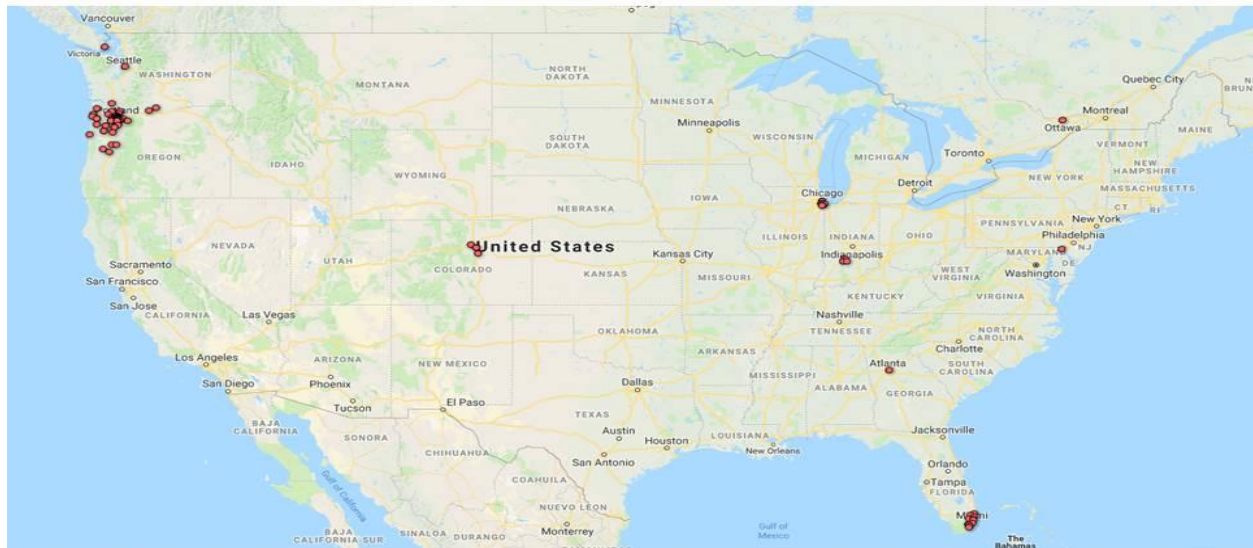 Vancouver
Victoria
Seattle
WASHINGTON
MONTANA
NORTH
DAKOTA
MINNESOTA
Minneapolis
SOUTH
DAKOTA
WISCONSIN
MICHIGAN
Toronto
Ottawa
Montreal
Quebec City
MAINE
VERMONT
NEW
HAMPSHIRE
MASSACHUSETTS
CT
RI
NEW YORK
OREGON
IDAHO
WYOMING
NEBRASKA
IOWA
Chicago
Detroit
ILLINOIS
INDIANA
OHIO
PENNSYLVANIA
New York
Philadelphia
NJ
MARYLAND
DE
Washington
NEVADA
UTAH
COLORADO
United States
KANSAS
Kansas City
MISSOURI
Indianapolis
WEST
VIRGINIA
VIRGINIA
KENTUCKY
Sacramento
San Francisco
San Jose
CALIFORNIA
Las Vegas
Los Angeles
San Diego
ARIZONA
Phoenix
Tucson
NEW MEXICO
El Paso
OKLAHOMA
ARKANSAS
Nashville
TENNESSEE
NORTH
CAROLINA
Charlotte
SOUTH
CAROLINA
Atlanta
MISSISSIPPI
ALABAMA
GEORGIA
Dallas
TEXAS
Austin
Houston
San Antonio
LOUISIANA
New Orleans
Jacksonville
Orlando
Tampa
FLORIDA
BAJA
CALIFORNIA
SONORA
CHIHUAHUA
COAHUILA
Gulf of California
NUEVO LEON
Monterrey
BAJA
CALIFORNIA SUR
SINALOA
DURANGO
Gulf of
Mexico
The
Bahamas